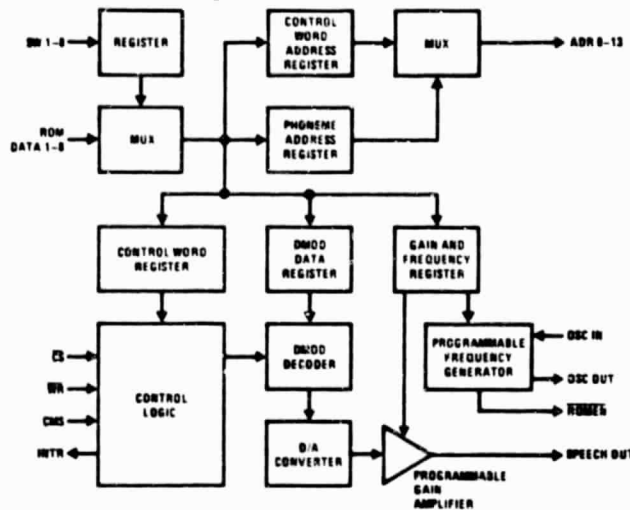 SW 1-8
REGISTER
CONTROL
WORD
ADDRESS
REGISTER
MUX
ADR 0-13
ROM
DATA 1-8
MUX
PHONEME
ADDRESS
REGISTER
CONTROL WORD
REGISTER
DMOD
DATA
REGISTER
GAIN AND
FREQUENCY
REGISTER
CS
WR
CMS
INTR
CONTROL
LOGIC
DMOD
DECODER
PROGRAMMABLE
FREQUENCY
GENERATOR
OSC IN
OSC OUT
ROMEN
D/A
CONVERTER
SPEECH OUT
PROGRAMMABLE
GAIN
AMPLIFIER